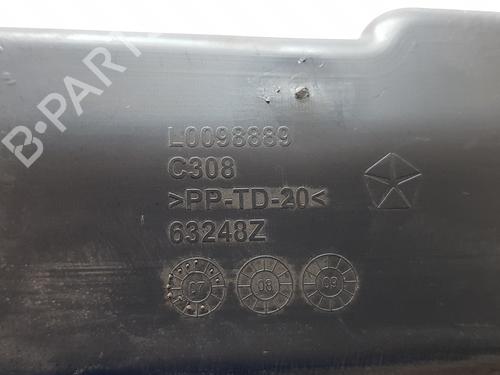 B-PARTS
L0098889
C308
>PP-TD-20<
63248Z
07 08 09